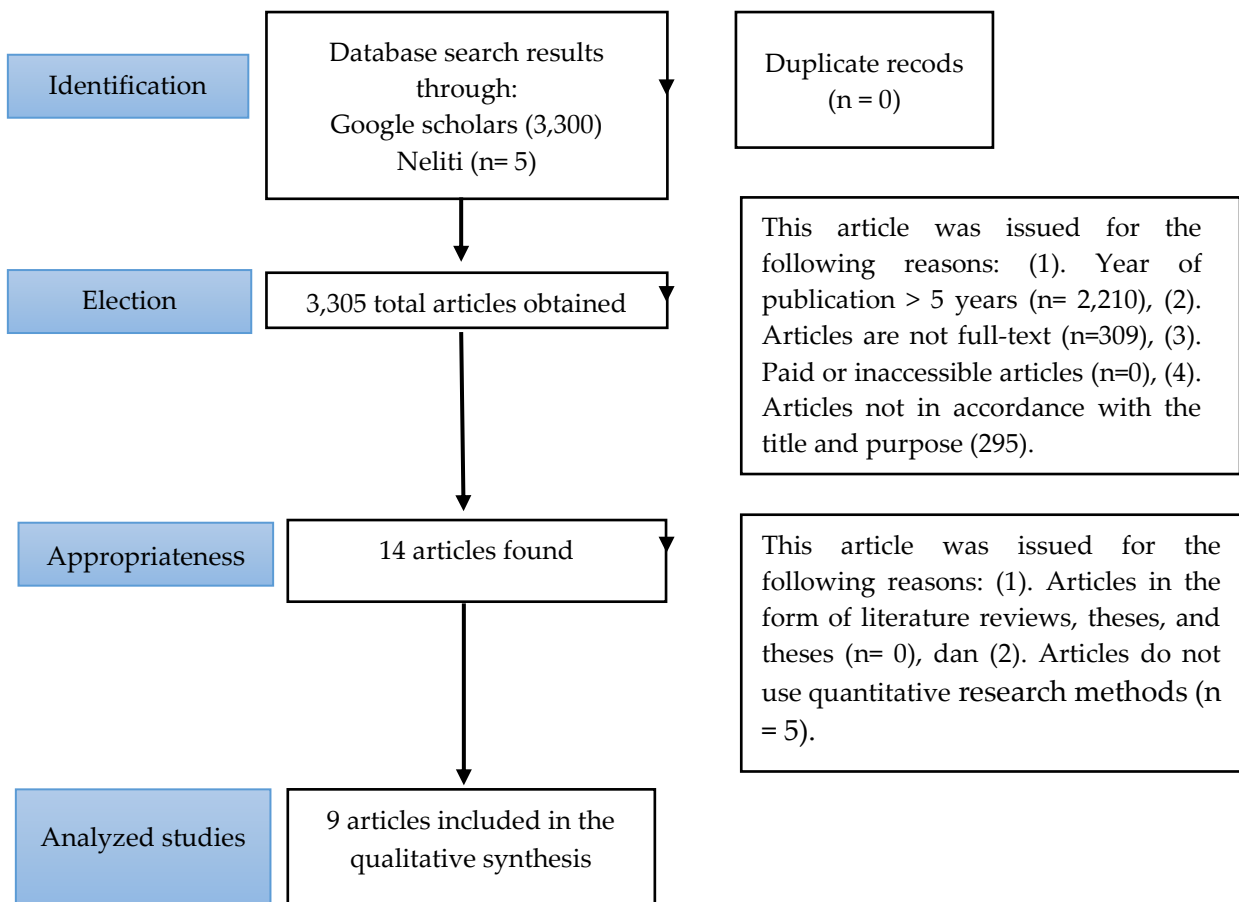 Identification
Database search results
through:
Google scholars (3,300)
Neliti (n= 5)
Duplicate recods
(n = 0)
Election
3,305 total articles obtained
This article was issued for the
following reasons: (1). Year of
publication > 5 years (n= 2,210), (2).
Articles are not full-text (n=309), (3).
Paid or inaccessible articles (n=0), (4).
Articles not in accordance with the
title and purpose (295).
Appropriateness
14 articles found
This article was issued for the
following reasons: (1). Articles in the
form of literature reviews, theses, and
theses (n= 0), dan (2). Articles do not
use quantitative research methods (n
= 5).
Analyzed studies
9 articles included in the
qualitative synthesis